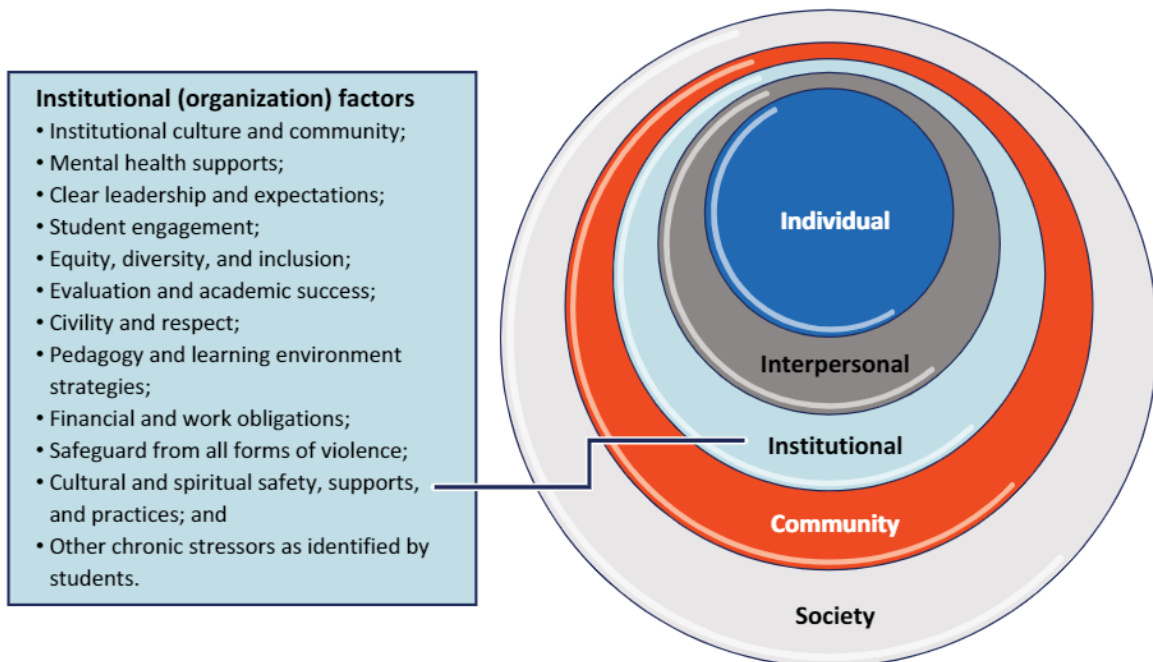 Institutional (organization) factors
• Institutional culture and community;
• Mental health supports;
• Clear leadership and expectations;
• Student engagement;
• Equity, diversity, and inclusion;
• Evaluation and academic success;
• Civility and respect;
• Pedagogy and learning environment
strategies;
• Financial and work obligations;
• Safeguard from all forms of violence;
• Cultural and spiritual safety, supports,
and practices; and
• Other chronic stressors as identified by
students.
Individual
Interpersonal
Institutional
Community
Society